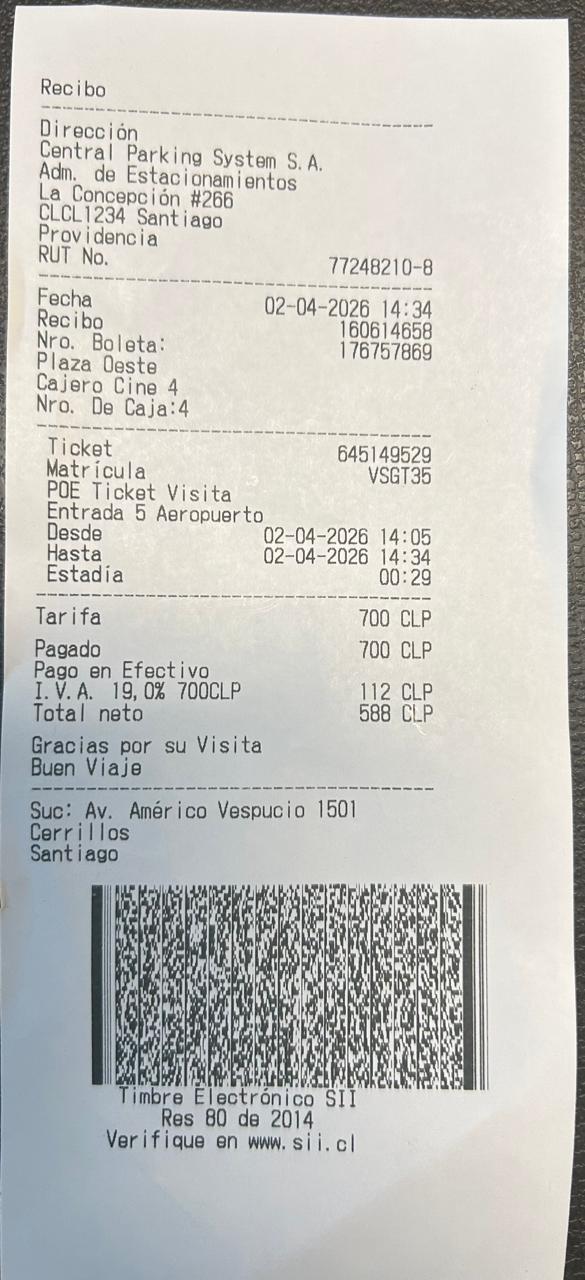 Recibo
Dirección
Central Parking System S.A.
Adm. de Estacionamientos
La Concepción #266
CLCL1234 Santiago
Providencia
RUT No. 77248210-8
Fecha 02-04-2026 14:34
Recibo 160614658
Nro. Boleta: 176757869
Plaza Oeste
Cajero Cine 4
Nro. De Caja:4
Ticket 645149529
Matrícula VSGT35
POE Ticket Visita
Entrada 5 Aeropuerto
Desde 02-04-2026 14:05
Hasta 02-04-2026 14:34
Estadía 00:29
Tarifa 700 CLP
Pagado 700 CLP
Pago en Efectivo
I.V.A. 19,0% 700CLP 112 CLP
Total neto 588 CLP
Gracias por su Visita
Buen Viaje
Suc: Av. Américo Vespucio 1501
Cerrillos
Santiago
Timbre Electrónico SII
Res 80 de 2014
Verifique en www.sii.cl